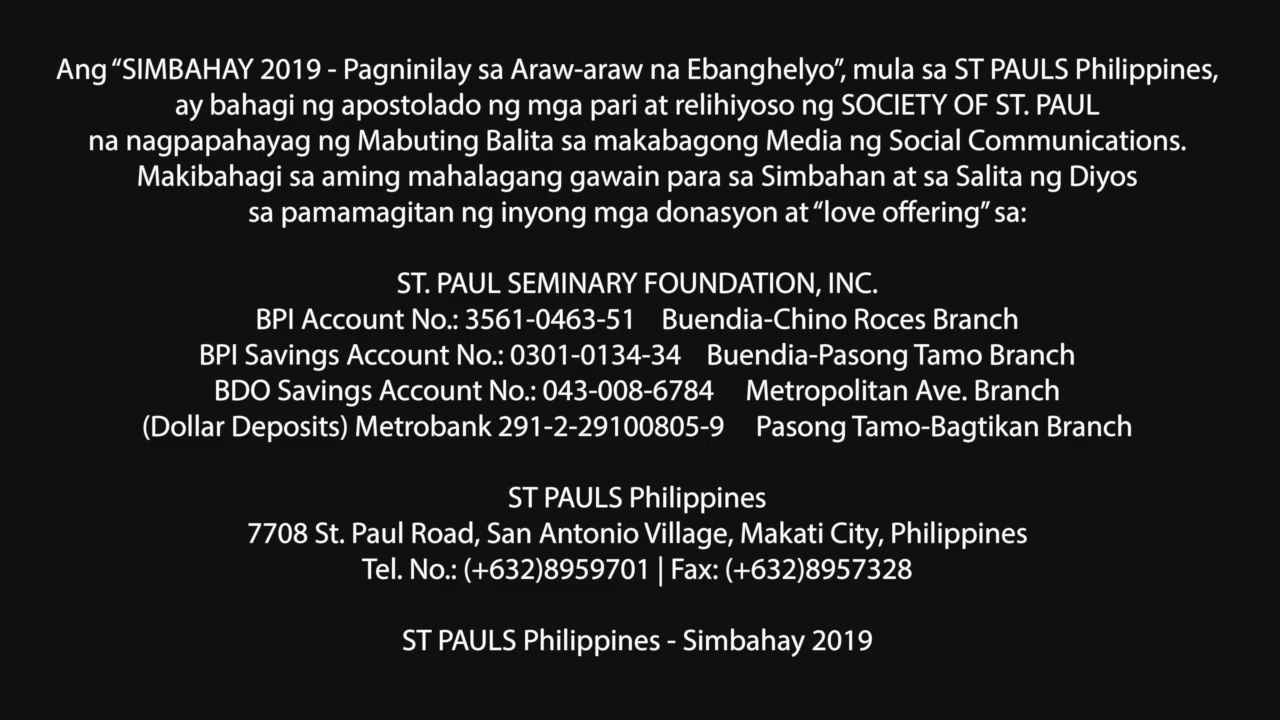 Ang “SIMBAHAY 2019 - Pagninilay sa Araw-araw na Ebanghelyo”, mula sa ST PAULS Philippines,
ay bahagi ng apostolado ng mga pari at relihiyoso ng SOCIETY OF ST. PAUL
na nagpapahayag ng Mabuting Balita sa makabagong Media ng Social Communications.
Makibahagi sa aming mahalagang gawain para sa Simbahan at sa Salita ng Diyos
sa pamamagitan ng inyong mga donasyon at “love offering” sa:
ST. PAUL SEMINARY FOUNDATION, INC.
BPI Account No.: 3561-0463-51 Buendia-Chino Roces Branch
BPI Savings Account No.: 0301-0134-34 Buendia-Pasong Tamo Branch
BDO Savings Account No.: 043-008-6784 Metropolitan Ave. Branch
(Dollar Deposits) Metrobank 291-2-29100805-9 Pasong Tamo-Bagtikan Branch
ST PAULS Philippines
7708 St. Paul Road, San Antonio Village, Makati City, Philippines
Tel. No.: (+632)8959701 | Fax: (+632)8957328
ST PAULS Philippines - Simbahay 2019